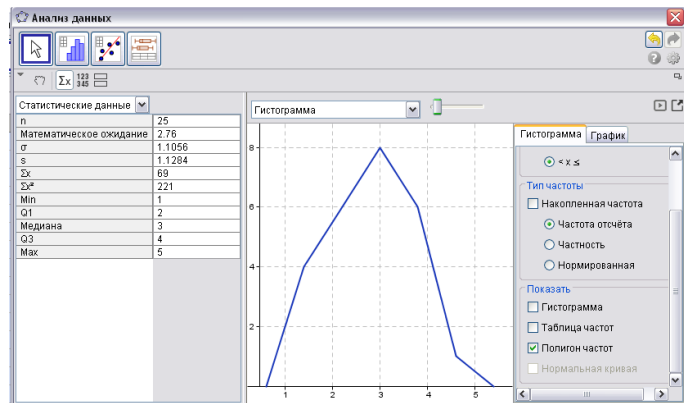 Анализ данных
Σx 123 345
Статистические данные
n 25
Математическое ожидание 2.76
σ 1.1056
s 1.1284
Σx 69
Σx² 221
Min 1
Q1 2
Медиана 3
Q3 4
Max 5
Гистограмма
8
6
4
2
1 2 3 4 5
Гистограмма График
< x ≤
Тип частоты
Накопленная частота
Частота отсчёта
Частность
Нормированная
Показать
Гистограмма
Таблица частот
Полигон частот
Нормальная кривая